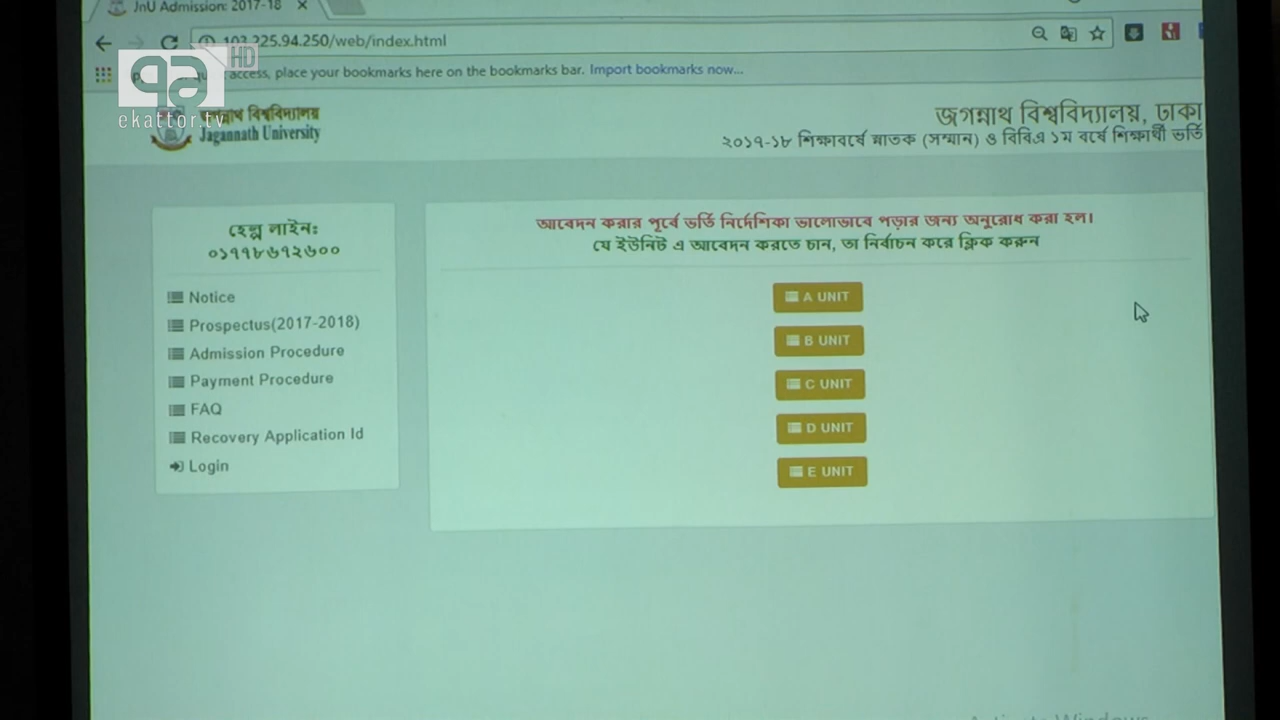 JnU Admission: 2017-18
103.225.94.250/web/index.html
access, place your bookmarks here on the bookmarks bar. Import bookmarks now...
HD
ekattor.tv
জগন্নাথ বিশ্ববিদ্যালয়
Jagannath University
জগন্নাথ বিশ্ববিদ্যালয়, ঢাকা
২০১৭-১৮ শিক্ষাবর্ষে স্নাতক (সম্মান) ও বিবিএ ১ম বর্ষে শিক্ষার্থী ভর্তি
হেল্প লাইনঃ
০১৭৭৮৬৭২৬০০
Notice
Prospectus(2017-2018)
Admission Procedure
Payment Procedure
FAQ
Recovery Application Id
Login
আবেদন করার পূর্বে ভর্তি নির্দেশিকা ভালোভাবে পড়ার জন্য অনুরোধ করা হল।
যে ইউনিট এ আবেদন করতে চান, তা নির্বাচন করে ক্লিক করুন
A UNIT
B UNIT
C UNIT
D UNIT
E UNIT